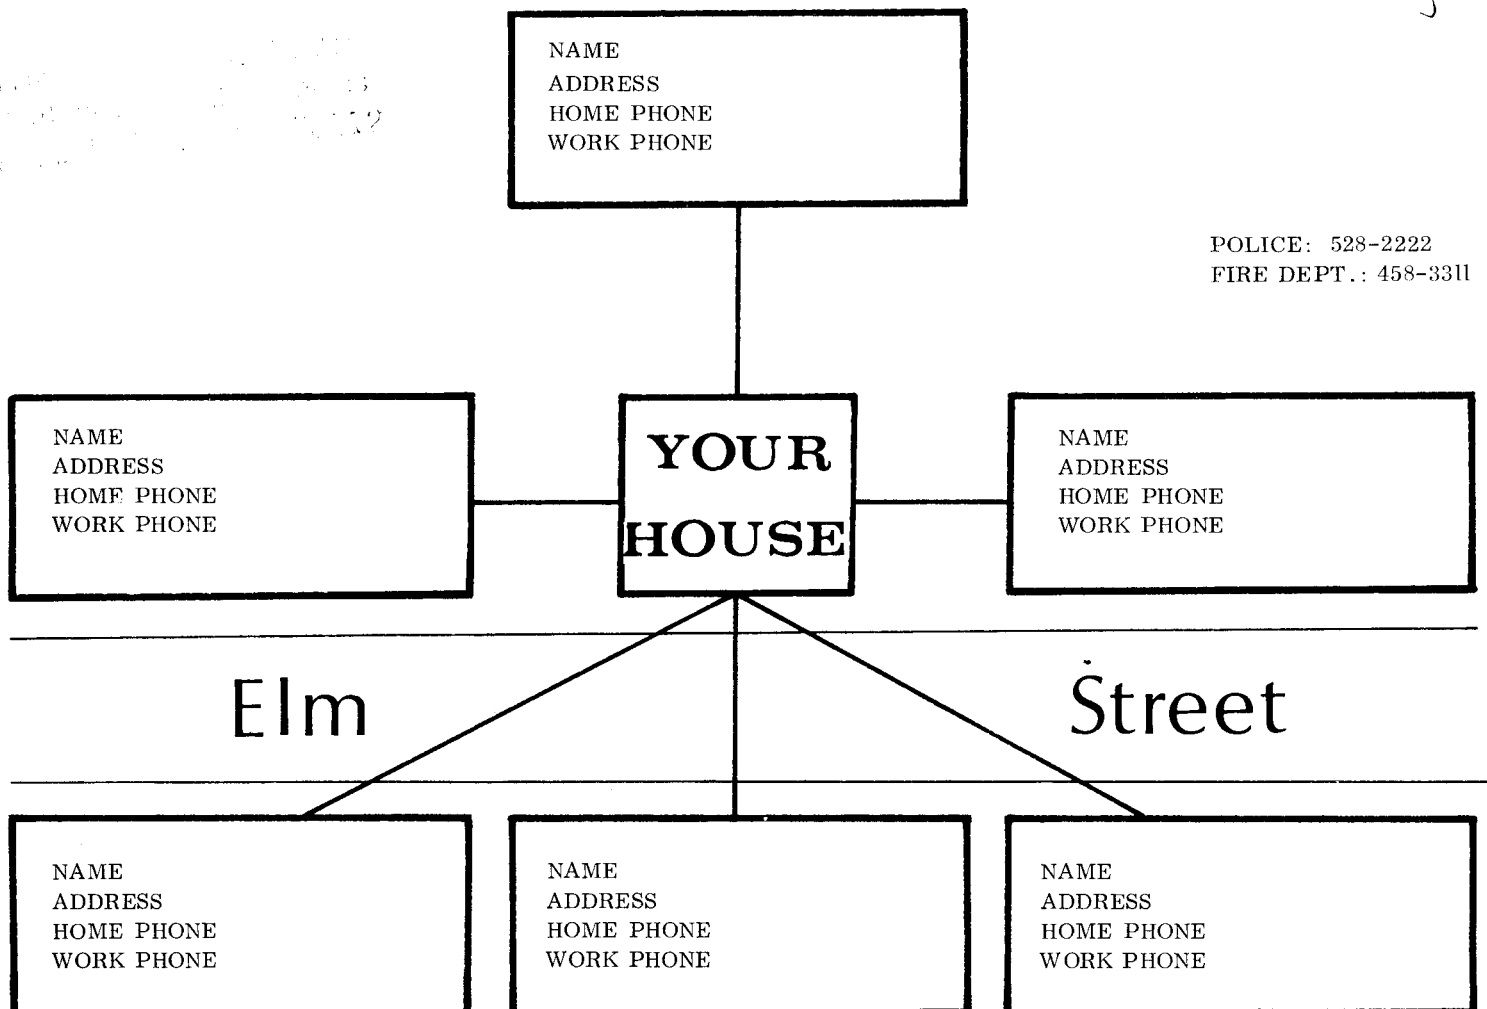 NAME
ADDRESS
HOME PHONE
WORK PHONE
POLICE: 528-2222
FIRE DEPT.: 458-3311
NAME
ADDRESS
HOME PHONE
WORK PHONE
YOUR
HOUSE
NAME
ADDRESS
HOME PHONE
WORK PHONE
Elm Street
NAME
ADDRESS
HOME PHONE
WORK PHONE
NAME
ADDRESS
HOME PHONE
WORK PHONE
NAME
ADDRESS
HOME PHONE
WORK PHONE